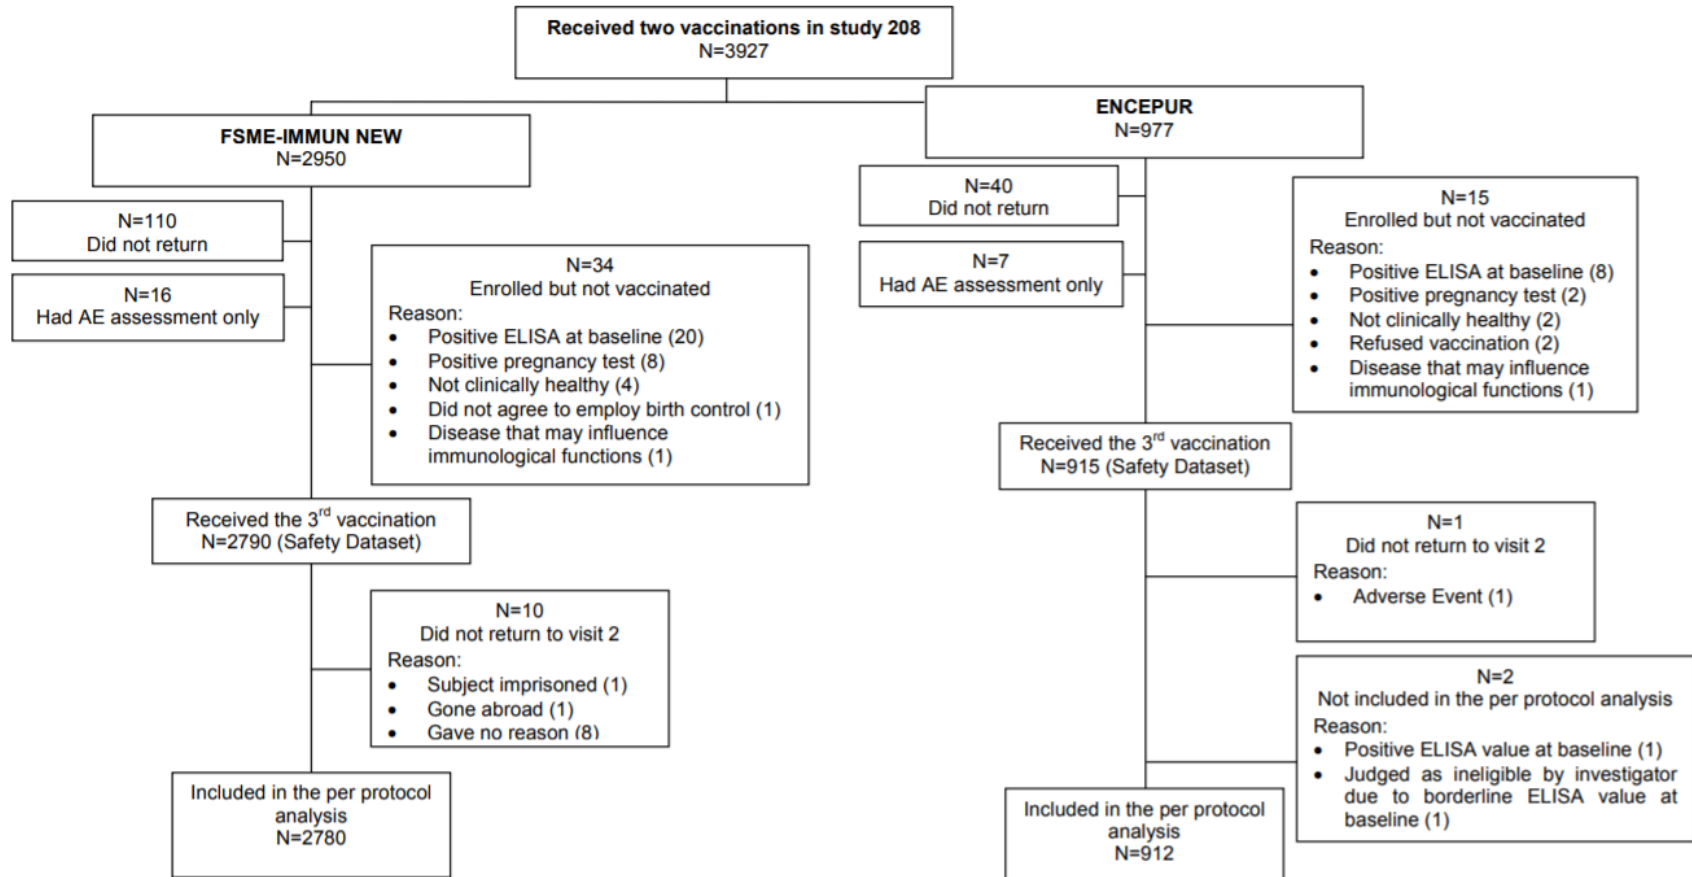 Received two vaccinations in study 208
N=3927
FSME-IMMUN NEW
N=2950
N=110
Did not return
N=16
Had AE assessment only
N=34
Enrolled but not vaccinated
Reason:
• Positive ELISA at baseline (20)
• Positive pregnancy test (8)
• Not clinically healthy (4)
• Did not agree to employ birth control (1)
• Disease that may influence
immunological functions (1)
Received the 3rd vaccination
N=2790 (Safety Dataset)
N=10
Did not return to visit 2
Reason:
• Subject imprisoned (1)
• Gone abroad (1)
• Gave no reason (8)
Included in the per protocol
analysis
N=2780
ENCEPUR
N=977
N=40
Did not return
N=7
Had AE assessment only
N=15
Enrolled but not vaccinated
Reason:
• Positive ELISA at baseline (8)
• Positive pregnancy test (2)
• Not clinically healthy (2)
• Refused vaccination (2)
• Disease that may influence
immunological functions (1)
Received the 3rd vaccination
N=915 (Safety Dataset)
N=1
Did not return to visit 2
Reason:
• Adverse Event (1)
N=2
Not included in the per protocol analysis
Reason:
• Positive ELISA value at baseline (1)
• Judged as ineligible by investigator
due to borderline ELISA value at
baseline (1)
Included in the per protocol
analysis
N=912